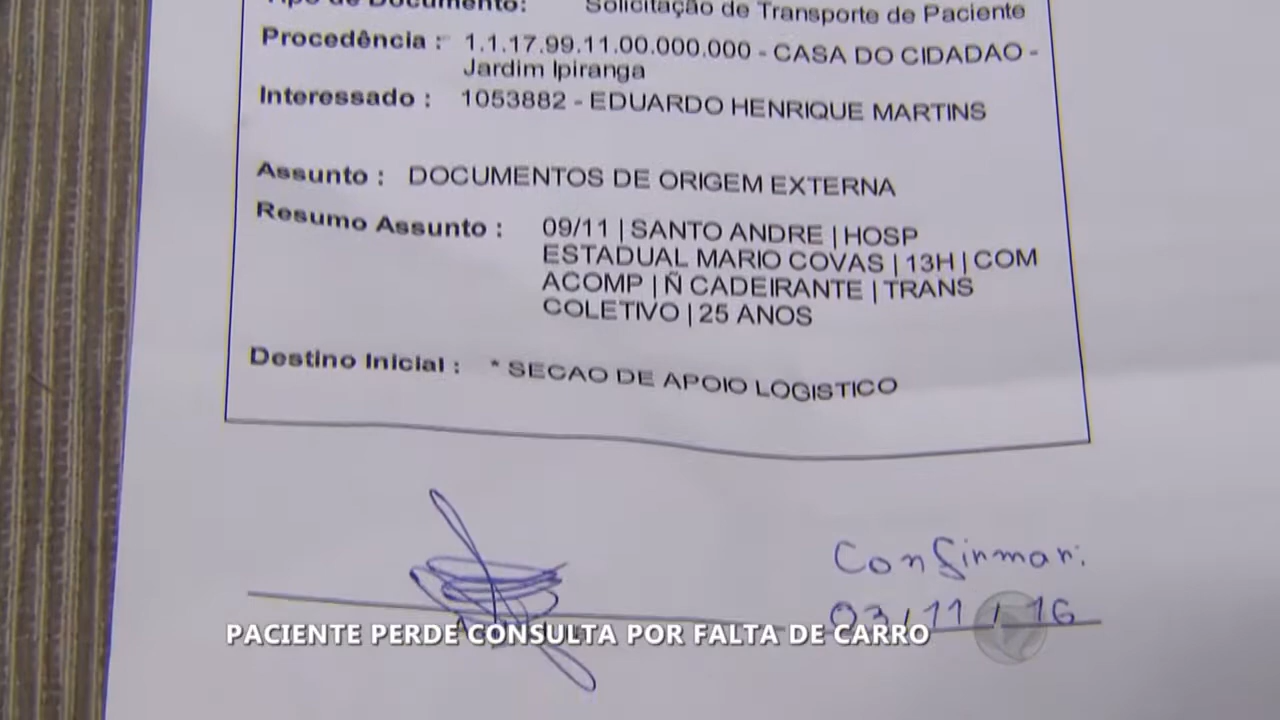 Tipo de Documento: Solicitação de Transporte de Paciente
Procedência : 1.1.17.99.11.00.000.000 - CASA DO CIDADAO -
Jardim Ipiranga
Interessado : 1053882 - EDUARDO HENRIQUE MARTINS
Assunto : DOCUMENTOS DE ORIGEM EXTERNA
Resumo Assunto : 09/11 | SANTO ANDRE | HOSP
ESTADUAL MARIO COVAS | 13H | COM
ACOMP | Ñ CADEIRANTE | TRANS
COLETIVO | 25 ANOS
Destino Inicial : * SECAO DE APOIO LOGISTICO
Confirmar:
03/11/16
PACIENTE PERDE CONSULTA POR FALTA DE CARRO